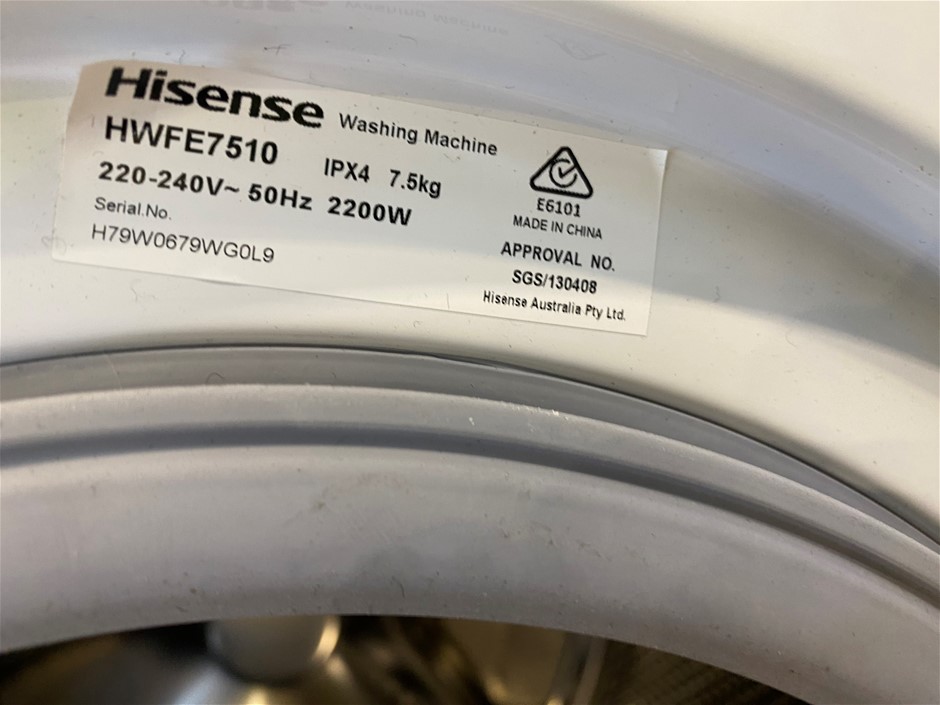 Hisense Washing Machine
HWFE7510 IPX4 7.5kg
220-240V~ 50Hz 2200W
Serial.No.
H79W0679WG0L9
E6101
MADE IN CHINA
APPROVAL NO.
SGS/130408
Hisense Australia Pty Ltd.